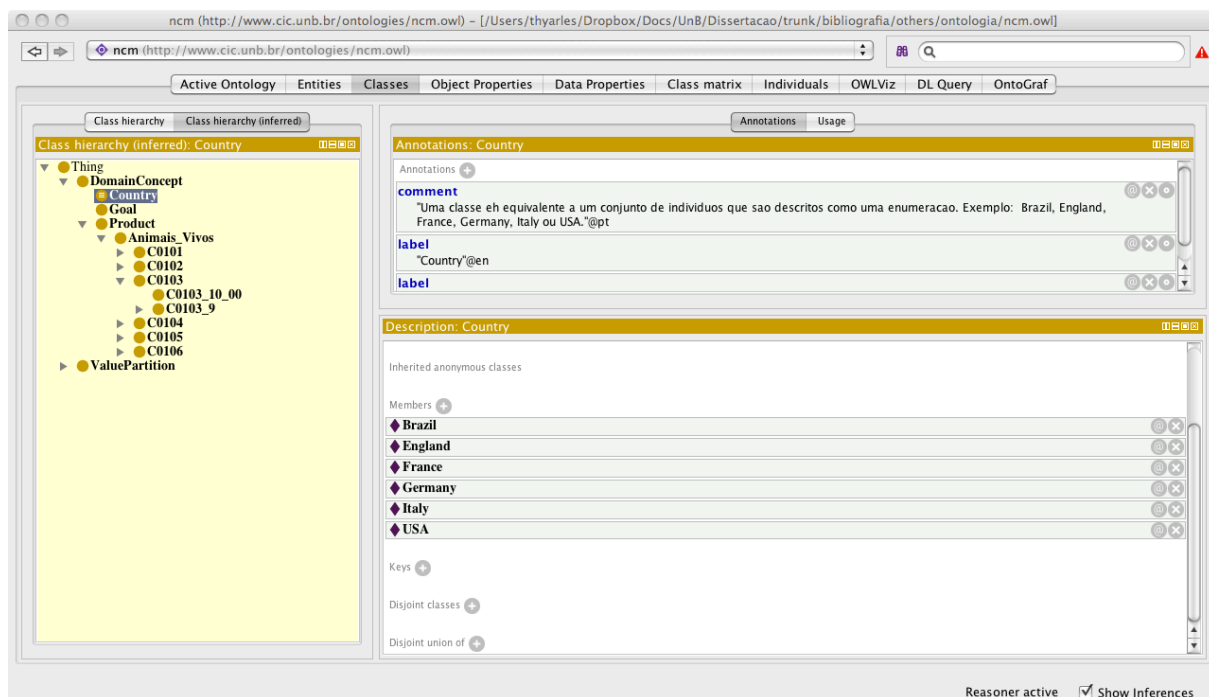 ncm (http://www.cic.unb.br/ontologies/ncm.owl) – [/Users/thyarles/Dropbox/Docs/UnB/Dissertacao/trunk/bibliografia/others/ontologia/ncm.owl]
ncm (http://www.cic.unb.br/ontologies/ncm.owl)
Active Ontology Entities Classes Object Properties Data Properties Class matrix Individuals OWLViz DL Query OntoGraf
Class hierarchy Class hierarchy (inferred)
Class hierarchy (inferred): Country
Thing
DomainConcept
Country
Goal
Product
Animais_Vivos
C0101
C0102
C0103
C0103_10_00
C0103_9
C0104
C0105
C0106
ValuePartition
Annotations Usage
Annotations: Country
Annotations
comment
"Uma classe eh equivalente a um conjunto de individuos que sao descritos como uma enumeracao. Exemplo: Brazil, England,
France, Germany, Italy ou USA."@pt
label
"Country"@en
label
Description: Country
Inherited anonymous classes
Members
Brazil
England
France
Germany
Italy
USA
Keys
Disjoint classes
Disjoint union of
Reasoner active Show Inferences